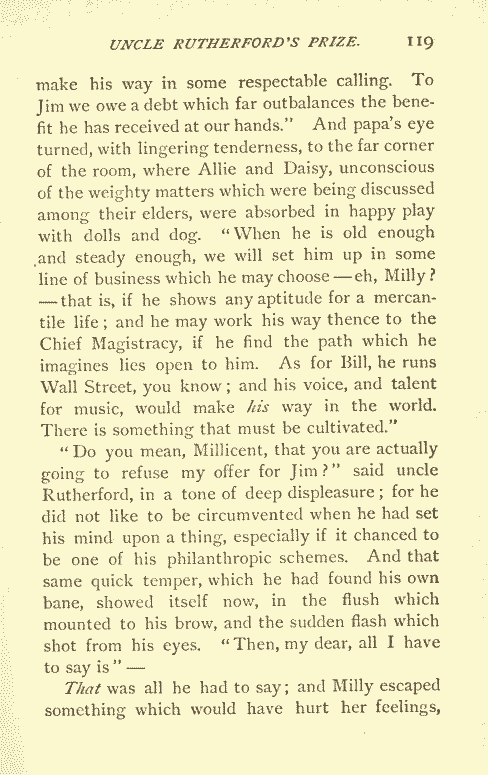 UNCLE RUTHERFORD'S PRIZE. 119
make his way in some respectable calling. To
Jim we owe a debt which far outbalances the bene-
fit he has received at our hands." And papa's eye
turned, with lingering tenderness, to the far corner
of the room, where Allie and Daisy, unconscious
of the weighty matters which were being discussed
among their elders, were absorbed in happy play
with dolls and dog. "When he is old enough
and steady enough, we will set him up in some
line of business which he may choose — eh, Milly?
— that is, if he shows any aptitude for a mercan-
tile life; and he may work his way thence to the
Chief Magistracy, if he find the path which he
imagines lies open to him. As for Bill, he runs
Wall Street, you know; and his voice, and talent
for music, would make his way in the world.
There is something that must be cultivated."
"Do you mean, Millicent, that you are actually
going to refuse my offer for Jim?" said uncle
Rutherford, in a tone of deep displeasure; for he
did not like to be circumvented when he had set
his mind upon a thing, especially if it chanced to
be one of his philanthropic schemes. And that
same quick temper, which he had found his own
bane, showed itself now, in the flush which
mounted to his brow, and the sudden flash which
shot from his eyes. "Then, my dear, all I have
to say is" —
That was all he had to say; and Milly escaped
something which would have hurt her feelings,